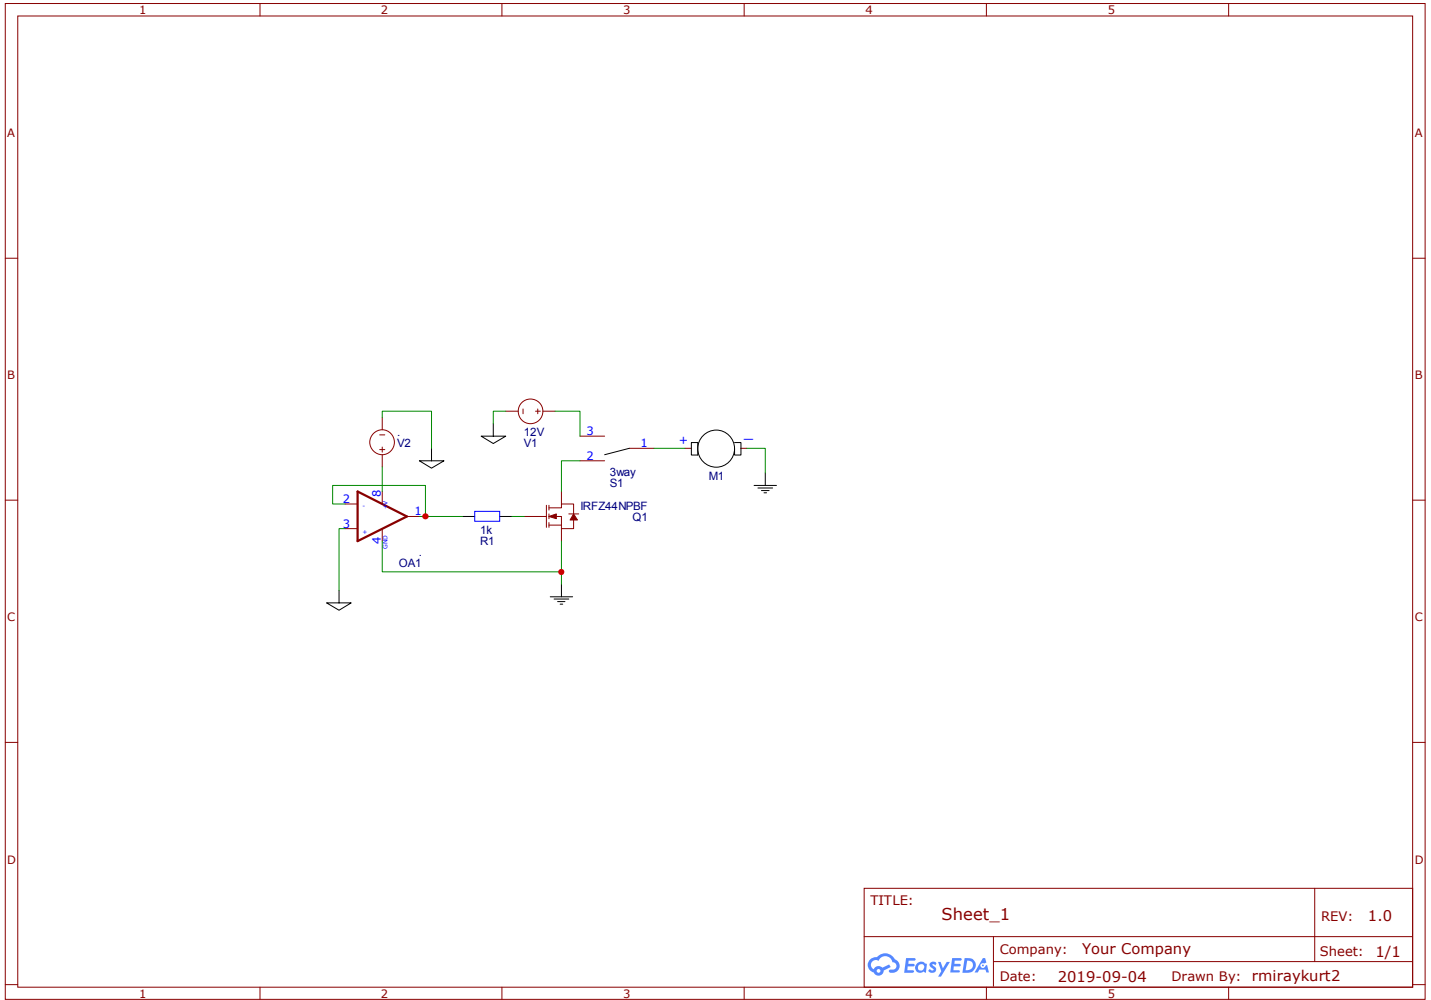 1 2 3 4 5
A A
B B
C C
D D
V2
12V
V1
3
2
1
3way
S1
+ −
M1
8
2
3
1
4
GND
OA1
1k
R1
IRFZ44NPBF
Q1
TITLE:
Sheet_1
REV: 1.0
EasyEDA
Company: Your Company
Sheet: 1/1
Date: 2019-09-04 Drawn By: rmiraykurt2
1 2 3 4 5